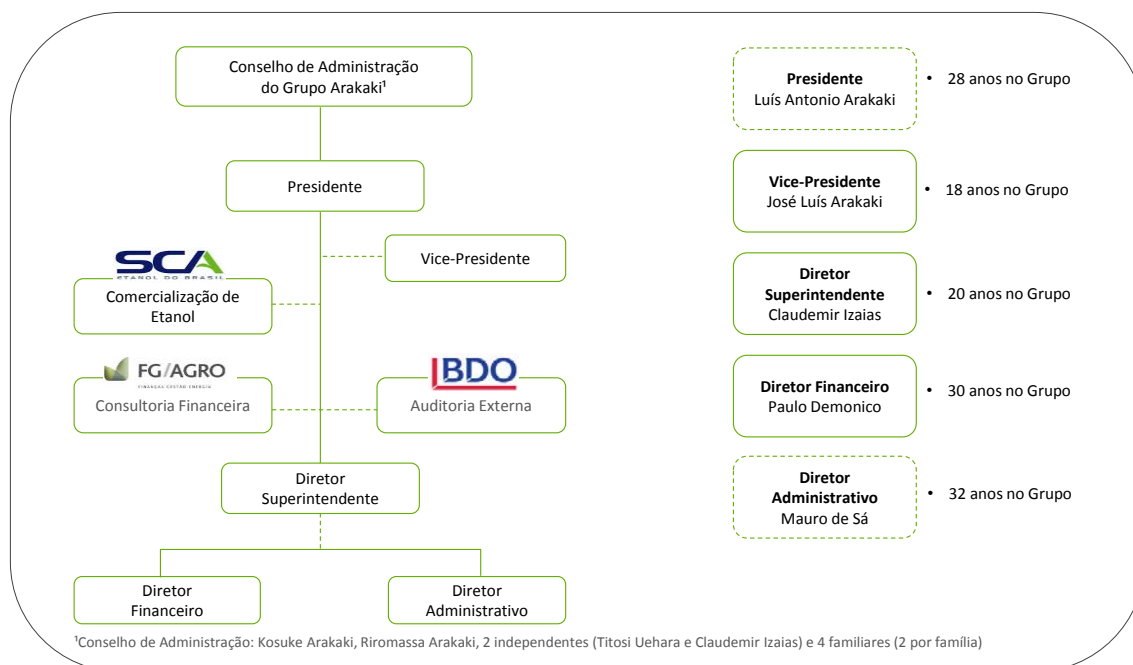 Conselho de Administração
do Grupo Arakaki¹
Presidente
Vice-Presidente
SCA
ETANOL DO BRASIL
Comercialização de
Etanol
FG/AGRO
FINANÇAS GESTÃO ENERGIA
Consultoria Financeira
BDO
Auditoria Externa
Diretor
Superintendente
Diretor
Financeiro
Diretor
Administrativo
Presidente
Luís Antonio Arakaki
• 28 anos no Grupo
Vice-Presidente
José Luís Arakaki
• 18 anos no Grupo
Diretor
Superintendente
Claudemir Izaias
• 20 anos no Grupo
Diretor Financeiro
Paulo Demonico
• 30 anos no Grupo
Diretor
Administrativo
Mauro de Sá
• 32 anos no Grupo
¹Conselho de Administração: Kosuke Arakaki, Riromassa Arakaki, 2 independentes (Titosi Uehara e Claudemir Izaias) e 4 familiares (2 por família)